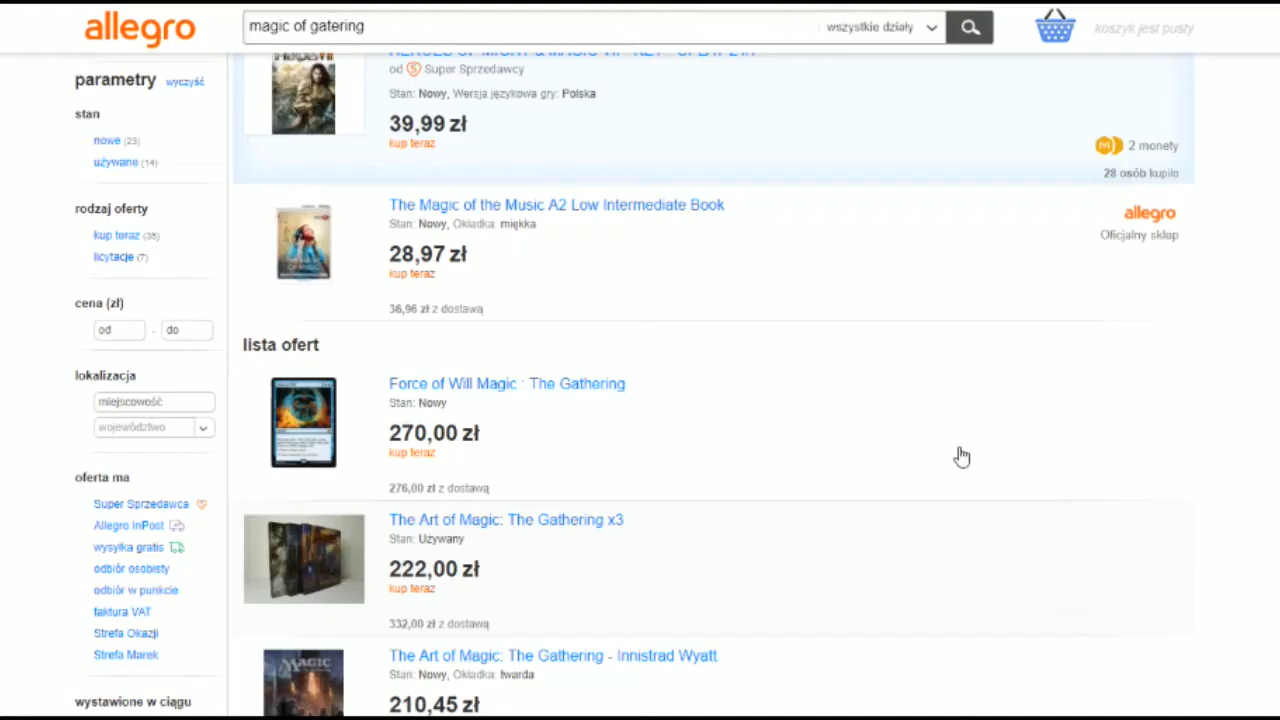 allegro
magic of gatering
wszystkie działy
koszyk jest pusty
parametry wyczyść
stan
nowe (23)
używane (14)
rodzaj oferty
kup teraz (35)
licytacje (7)
cena (zł)
od - do
lokalizacja
miejscowość
województwo
oferta ma
Super Sprzedawca
Allegro InPost
wysyłka gratis
odbiór osobisty
odbiór w punkcie
faktura VAT
Strefa Okazji
Strefa Marek
wystawione w ciągu
od Super Sprzedawcy
Stan: Nowy, Wersja językowa gry: Polska
39,99 zł
kup teraz
2 monety
28 osób kupiło
The Magic of the Music A2 Low Intermediate Book
Stan: Nowy, Okładka: miękka
28,97 zł
kup teraz
36,96 zł z dostawą
allegro
Oficjalny sklep
lista ofert
Force of Will Magic : The Gathering
Stan: Nowy
270,00 zł
kup teraz
276,00 zł z dostawą
The Art of Magic: The Gathering x3
Stan: Używany
222,00 zł
kup teraz
332,00 zł z dostawą
MAGIC
The Art of Magic: The Gathering - Innistrad Wyatt
Stan: Nowy, Okładka: twarda
210,45 zł